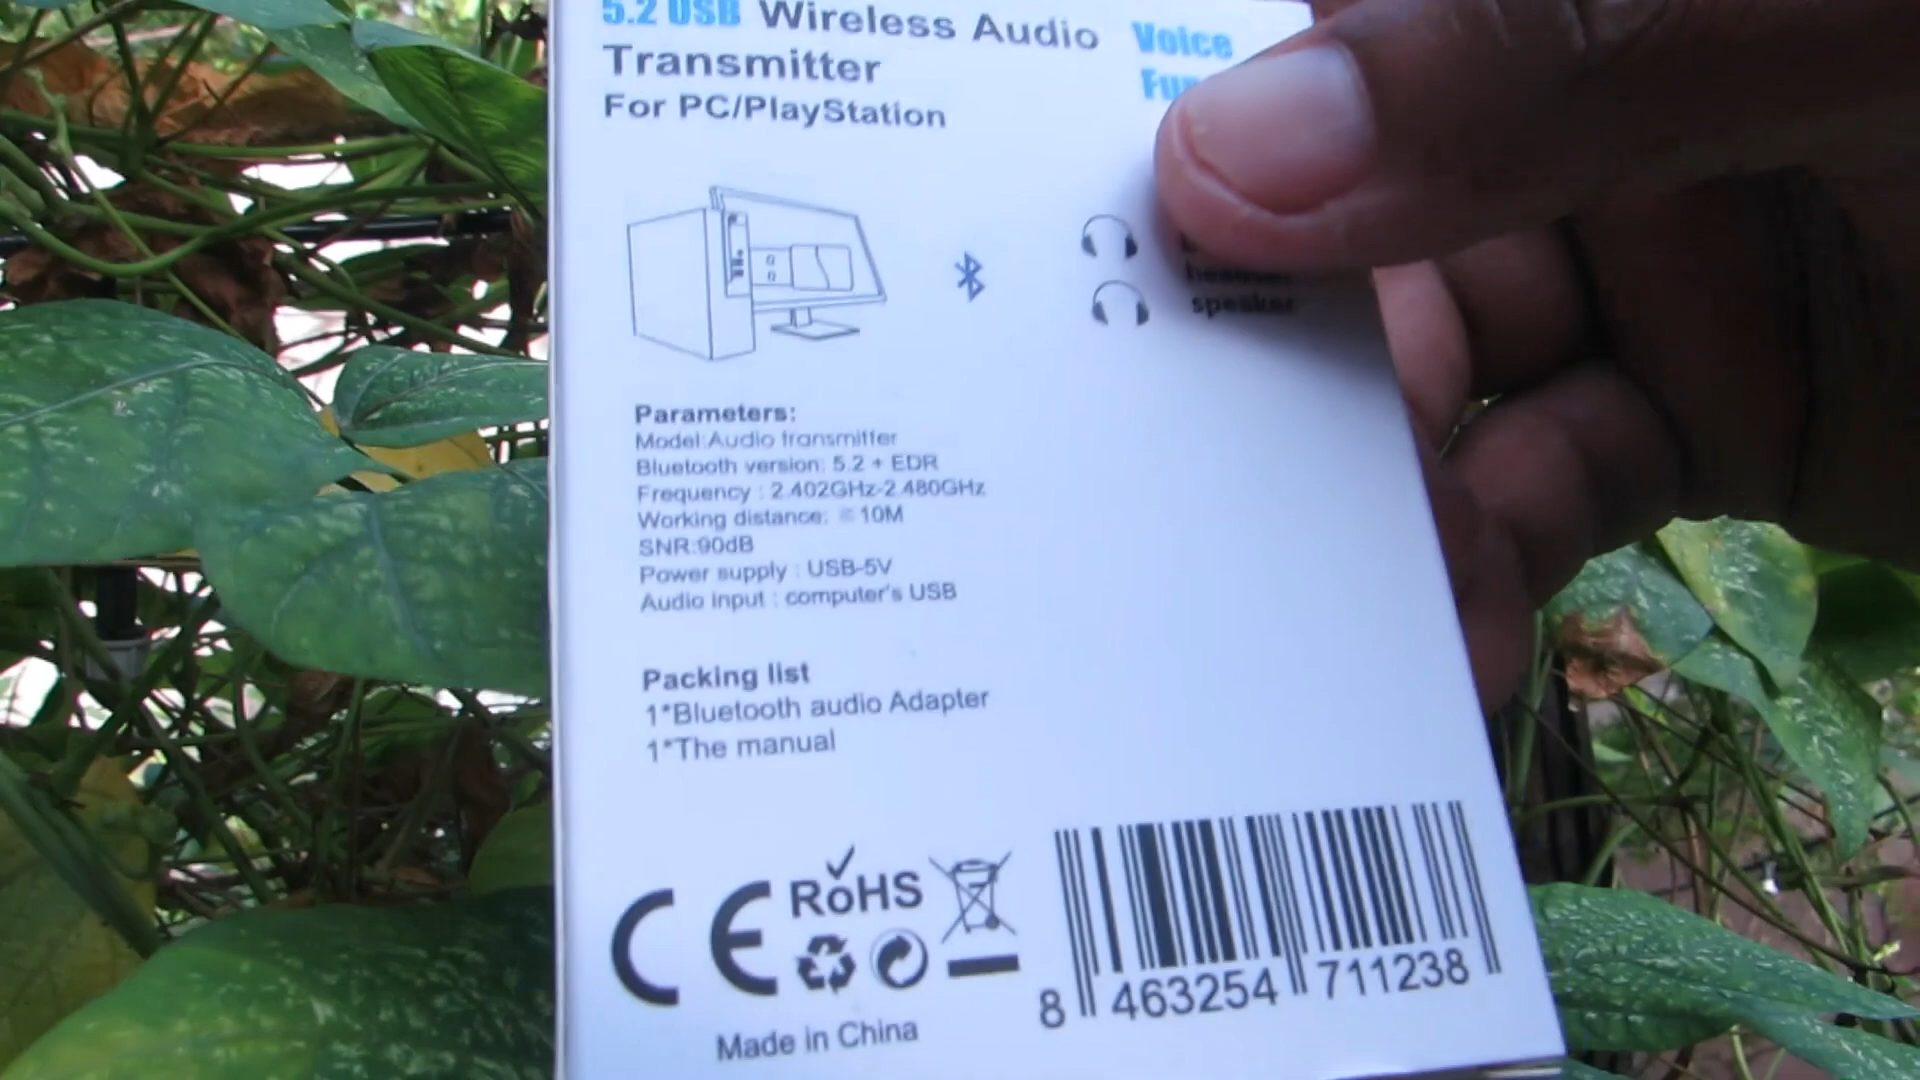 5.2 USB Wireless Audio
Transmitter
For PC/PlayStation
Voice
speaker
Parameters:
Model:Audio transmitter
Bluetooth version: 5.2 + EDR
Frequency : 2.402GHz-2.480GHz
Working distance: 10M
SNR:90dB
Power supply : USB-5V
Audio input : computer's USB
Packing list
1*Bluetooth audio Adapter
1*The manual
CE RoHS
Made in China
8 463254 711238